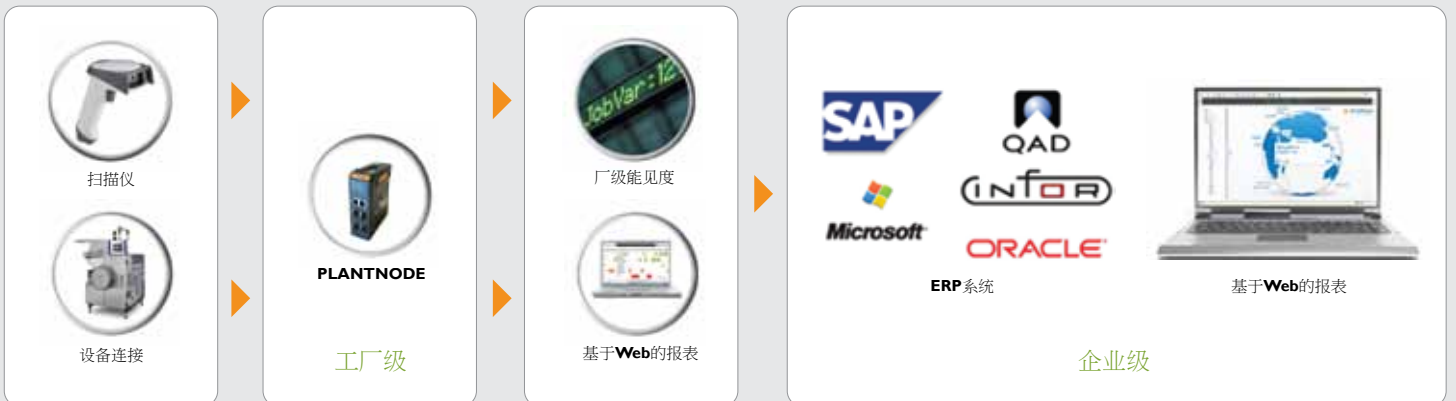 扫描仪
设备连接
PLANTNODE
工厂级
JobVar:12
厂级能见度
基于Web的报表
SAP
QAD
Microsoft
INFOR
ORACLE
ERP系统
基于Web的报表
企业级